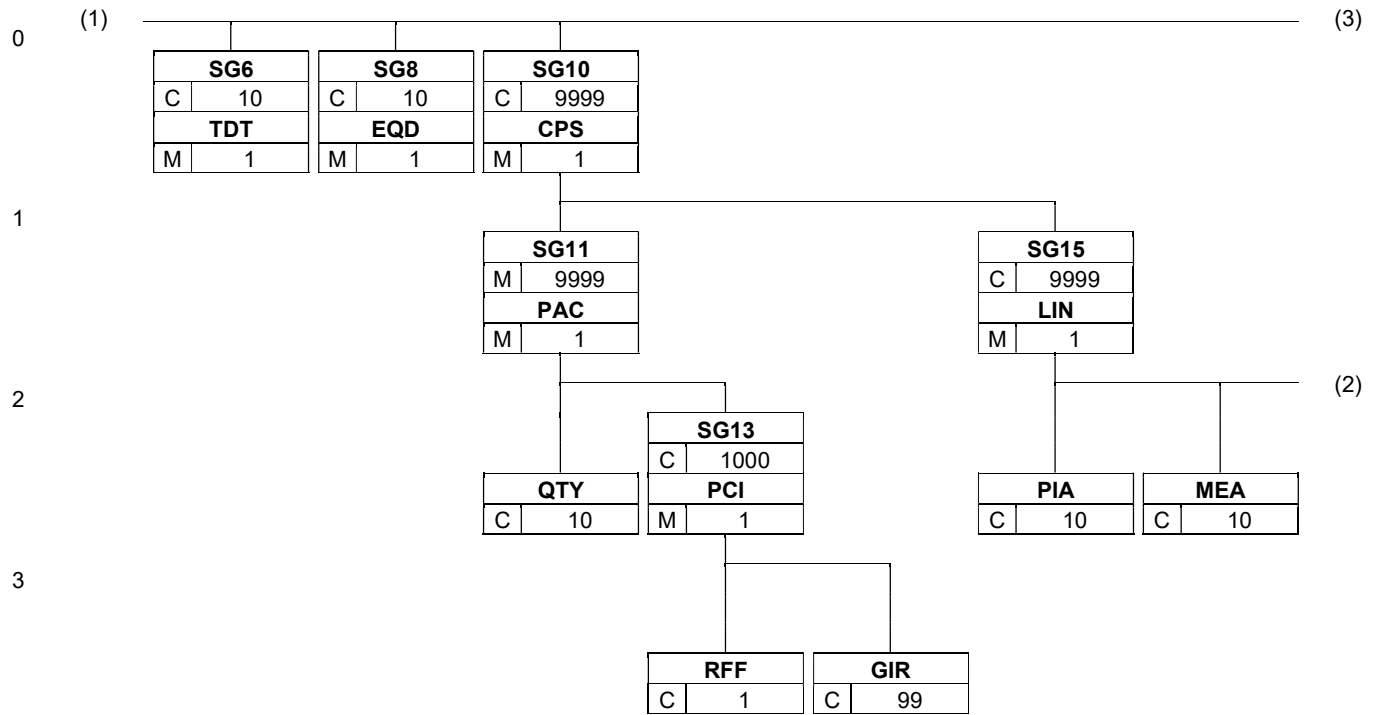 (1) (3)
0
SG6 SG8 SG10
C 10 C 10 C 9999
TDT EQD CPS
M 1 M 1 M 1
1
SG11 SG15
M 9999 C 9999
PAC LIN
M 1 M 1
(2)
2
SG13
C 1000
QTY PCI PIA MEA
C 10 M 1 C 10 C 10
3
RFF GIR
C 1 C 99